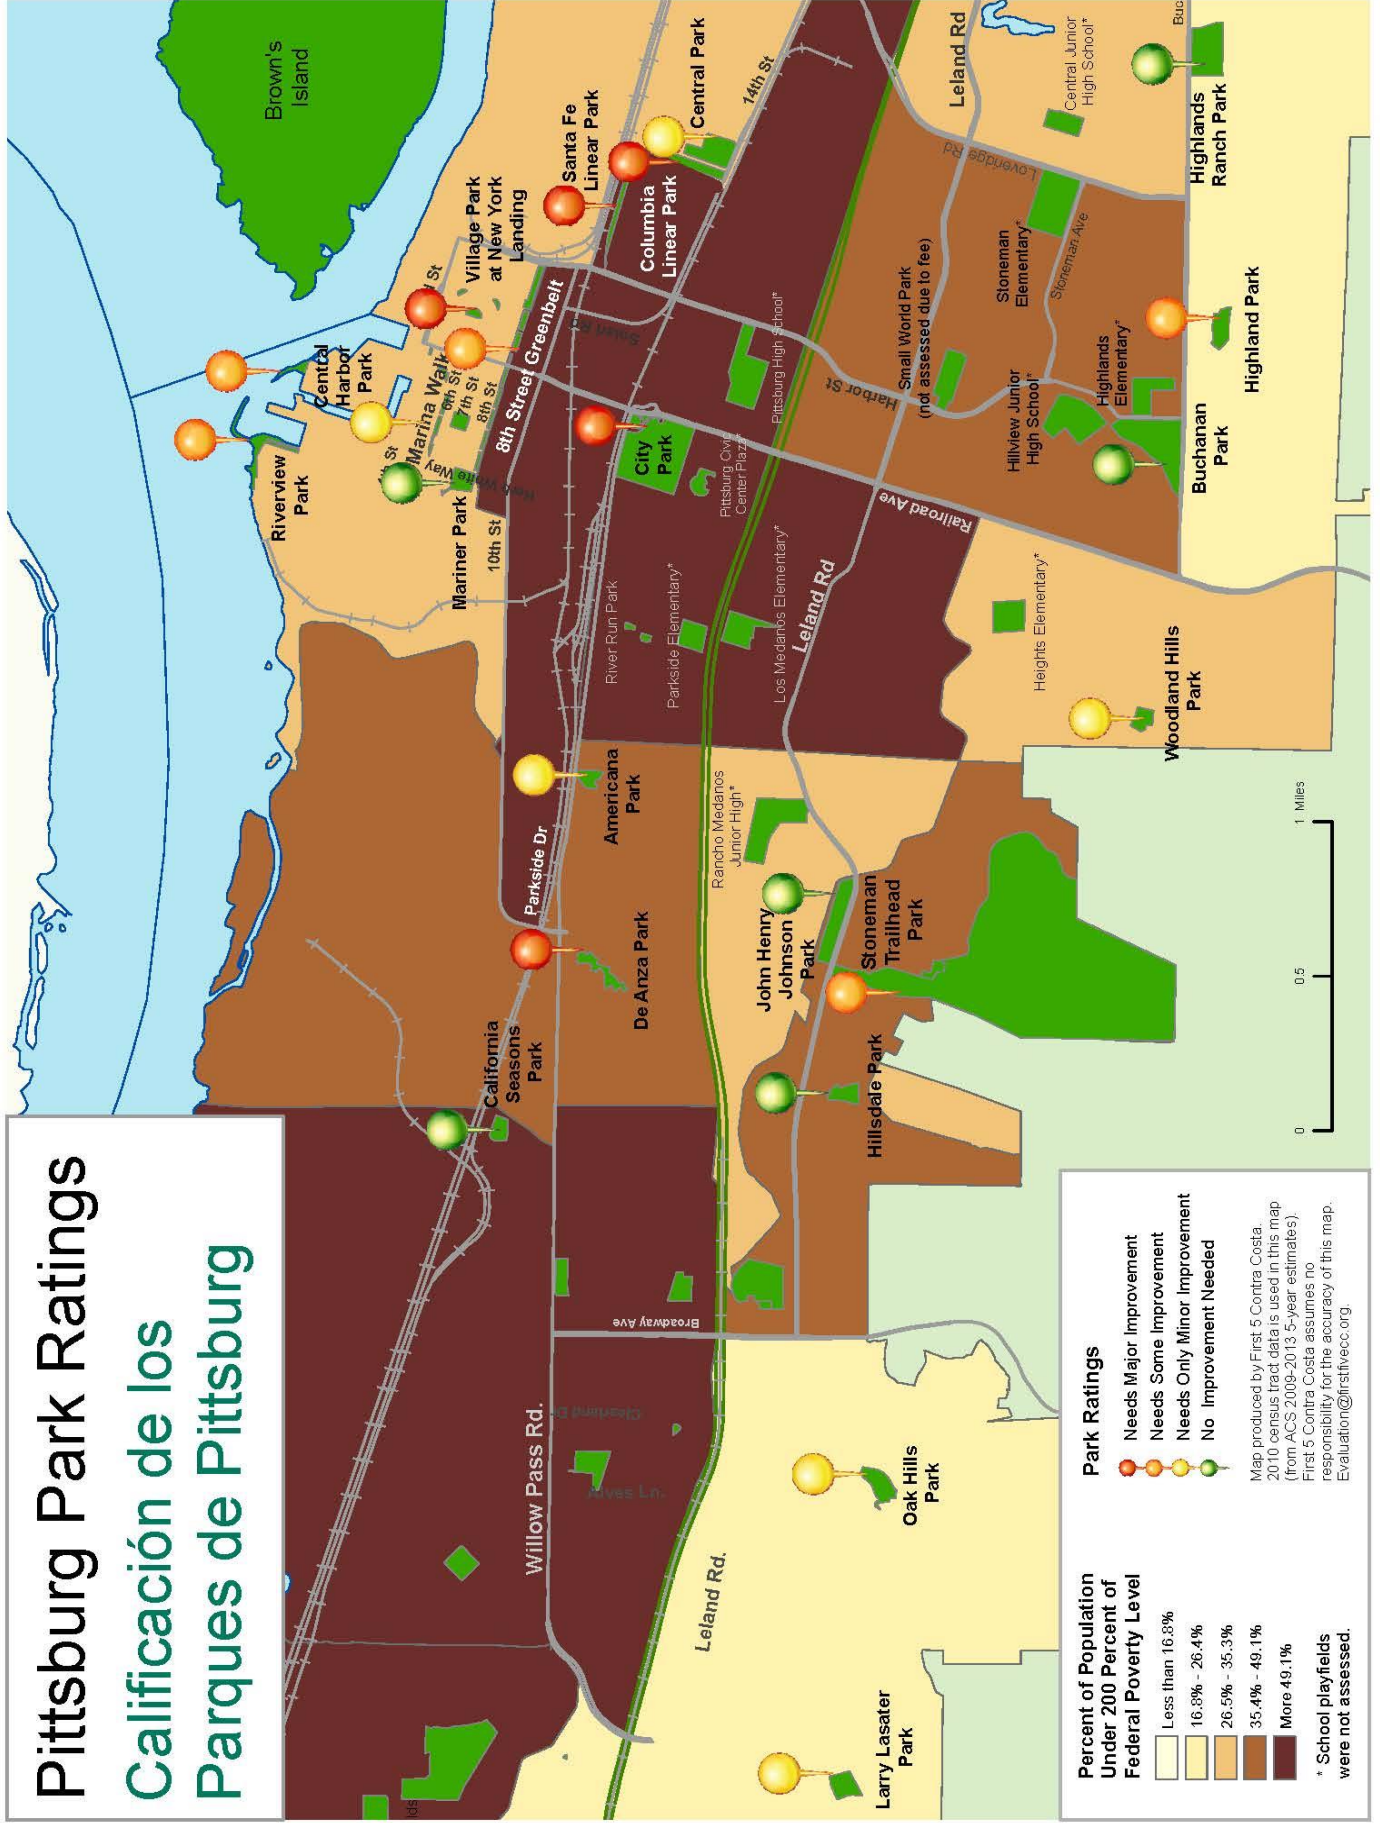 Pittsburg Park Ratings
Calificación de los
Parques de Pittsburg
Brown's
Island
Riverview
Park
Central
Harbor
Park
Mariner Park
Marina Walk
Village Park
at New York
Landing
Santa Fe
Linear Park
Central Park
14th St
Columbia
Linear Park
8th Street Greenbelt
6th St
7th St
8th St
10th St
City
Park
Pittsburg Civic
Center Plaza*
Pittsburg High School*
Harbor St
Small World Park
(not assessed due to fee)
Leland Rd
Loveridge Rd
Central Junior
High School*
Highlands
Ranch Park
Buc
Stoneman
Elementary*
Stoneman Ave
Hillview Junior
High School*
Highlands
Elementary*
Buchanan
Park
Highland Park
Railroad Ave
River Run Park
Parkside Elementary*
Los Medanos Elementary*
Leland Rd
Heights Elementary*
Woodland Hills
Park
Parkside Dr
Americana
Park
De Anza Park
California
Seasons
Park
Rancho Medanos
Junior High*
John Henry
Johnson
Park
Stoneman
Trailhead
Park
Hillsdale Park
Willow Pass Rd.
Broadway Ave
Alves Ln.
Leland Rd.
Oak Hills
Park
Larry Lasater
Park
lds
0
0.5
1 Miles
Percent of Population
Under 200 Percent of
Federal Poverty Level
Less than 16.8%
16.8% - 26.4%
26.5% - 35.3%
35.4% - 49.1%
More 49.1%
* School playfields
were not assessed.
Park Ratings
Needs Major Improvement
Needs Some Improvement
Needs Only Minor Improvement
No Improvement Needed
Map produced by First 5 Contra Costa.
2010 census tract data is used in this map
(from ACS 2009-2013 5-year estimates).
First 5 Contra Costa assumes no
responsibility for the accuracy of this map.
Evaluation@firstfivecc.org.